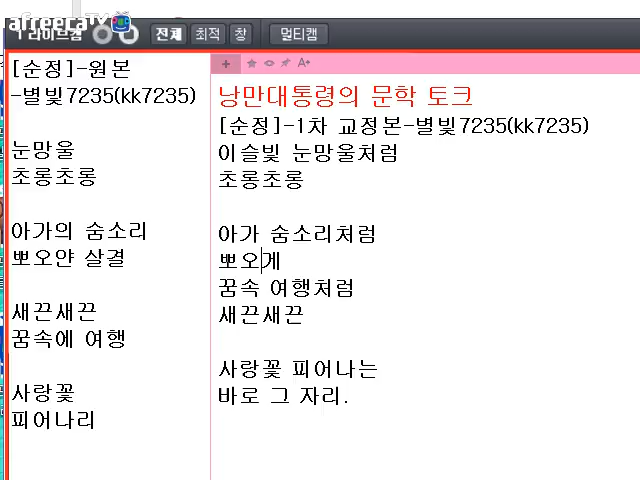 afreecaTV
라이브캠
전체 최적 창 멀티캠
[순정]-원본
-별빛7235(kk7235)
눈망울
초롱초롱
아가의 숨소리
뽀오얀 살결
새끈새끈
꿈속에 여행
사랑꽃
피어나리
낭만대통령의 문학 토크
[순정]-1차 교정본-별빛7235(kk7235)
이슬빛 눈망울처럼
초롱초롱
아가 숨소리처럼
뽀오게
꿈속 여행처럼
새끈새끈
사랑꽃 피어나는
바로 그 자리.